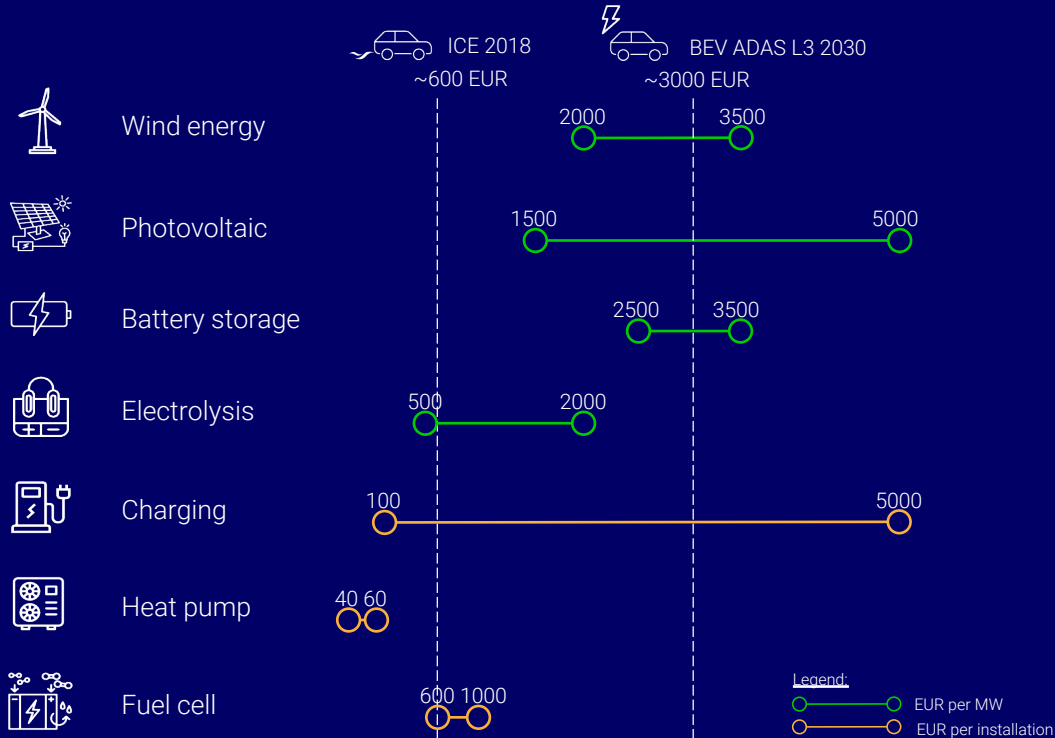 ICE 2018
~600 EUR
BEV ADAS L3 2030
~3000 EUR
Wind energy
2000 3500
Photovoltaic
1500 5000
Battery storage
2500 3500
Electrolysis
500 2000
Charging
100 5000
Heat pump
40 60
Fuel cell
600 1000
Legend:
EUR per MW
EUR per installation